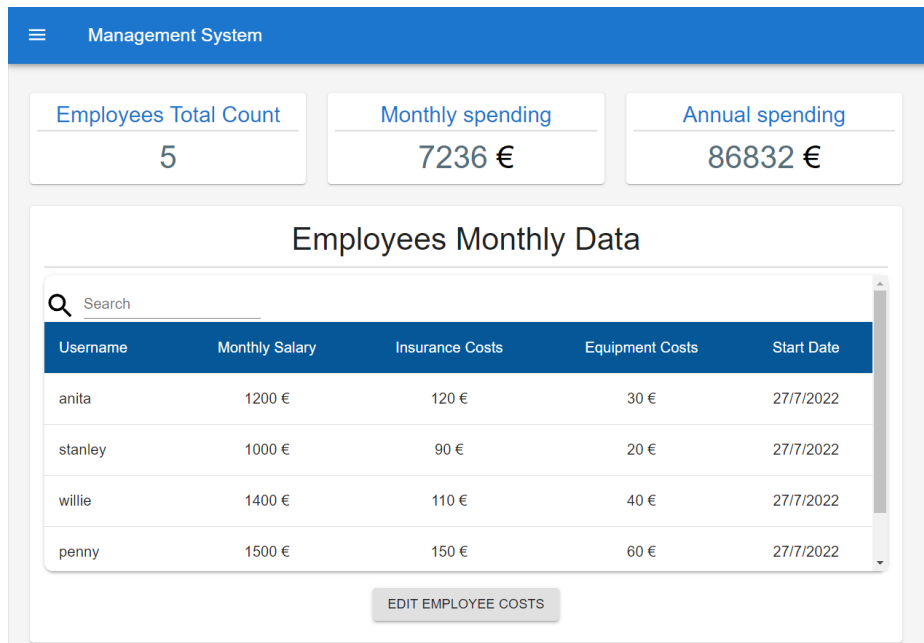 Management System
Employees Total Count Monthly spending Annual spending
5 7236 € 86832 €
Employees Monthly Data
Search
Username Monthly Salary Insurance Costs Equipment Costs Start Date
anita 1200 € 120 € 30 € 27/7/2022
stanley 1000 € 90 € 20 € 27/7/2022
willie 1400 € 110 € 40 € 27/7/2022
penny 1500 € 150 € 60 € 27/7/2022
EDIT EMPLOYEE COSTS